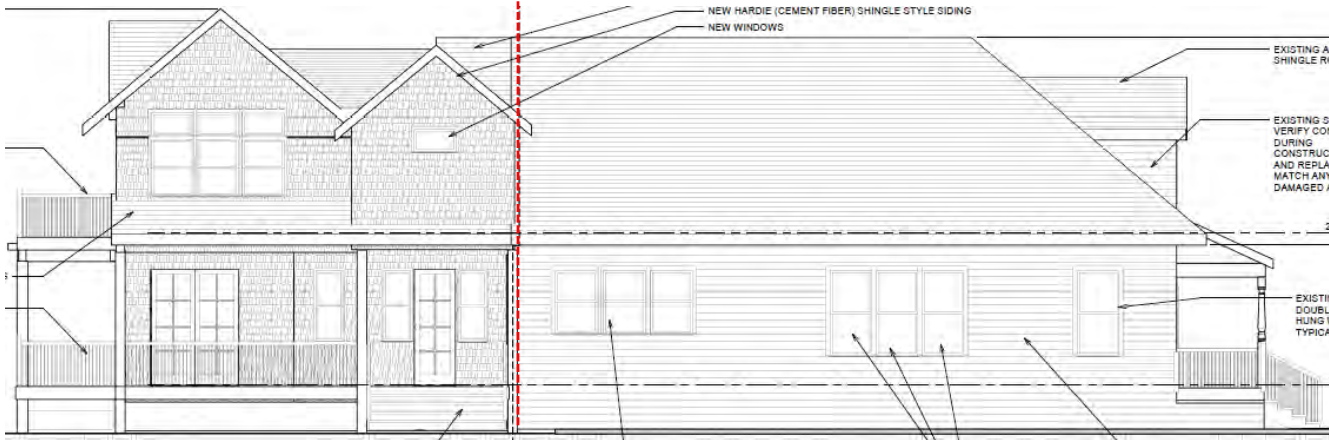 NEW HARDIE (CEMENT FIBER) SHINGLE STYLE SIDING
NEW WINDOWS
EXISTING A
SHINGLE R
EXISTING S
VERIFY CO
DURING
CONSTRUC
AND REPLA
MATCH ANY
DAMAGED A
2
EXISTI
DOUBL
HUNG
TYPICA